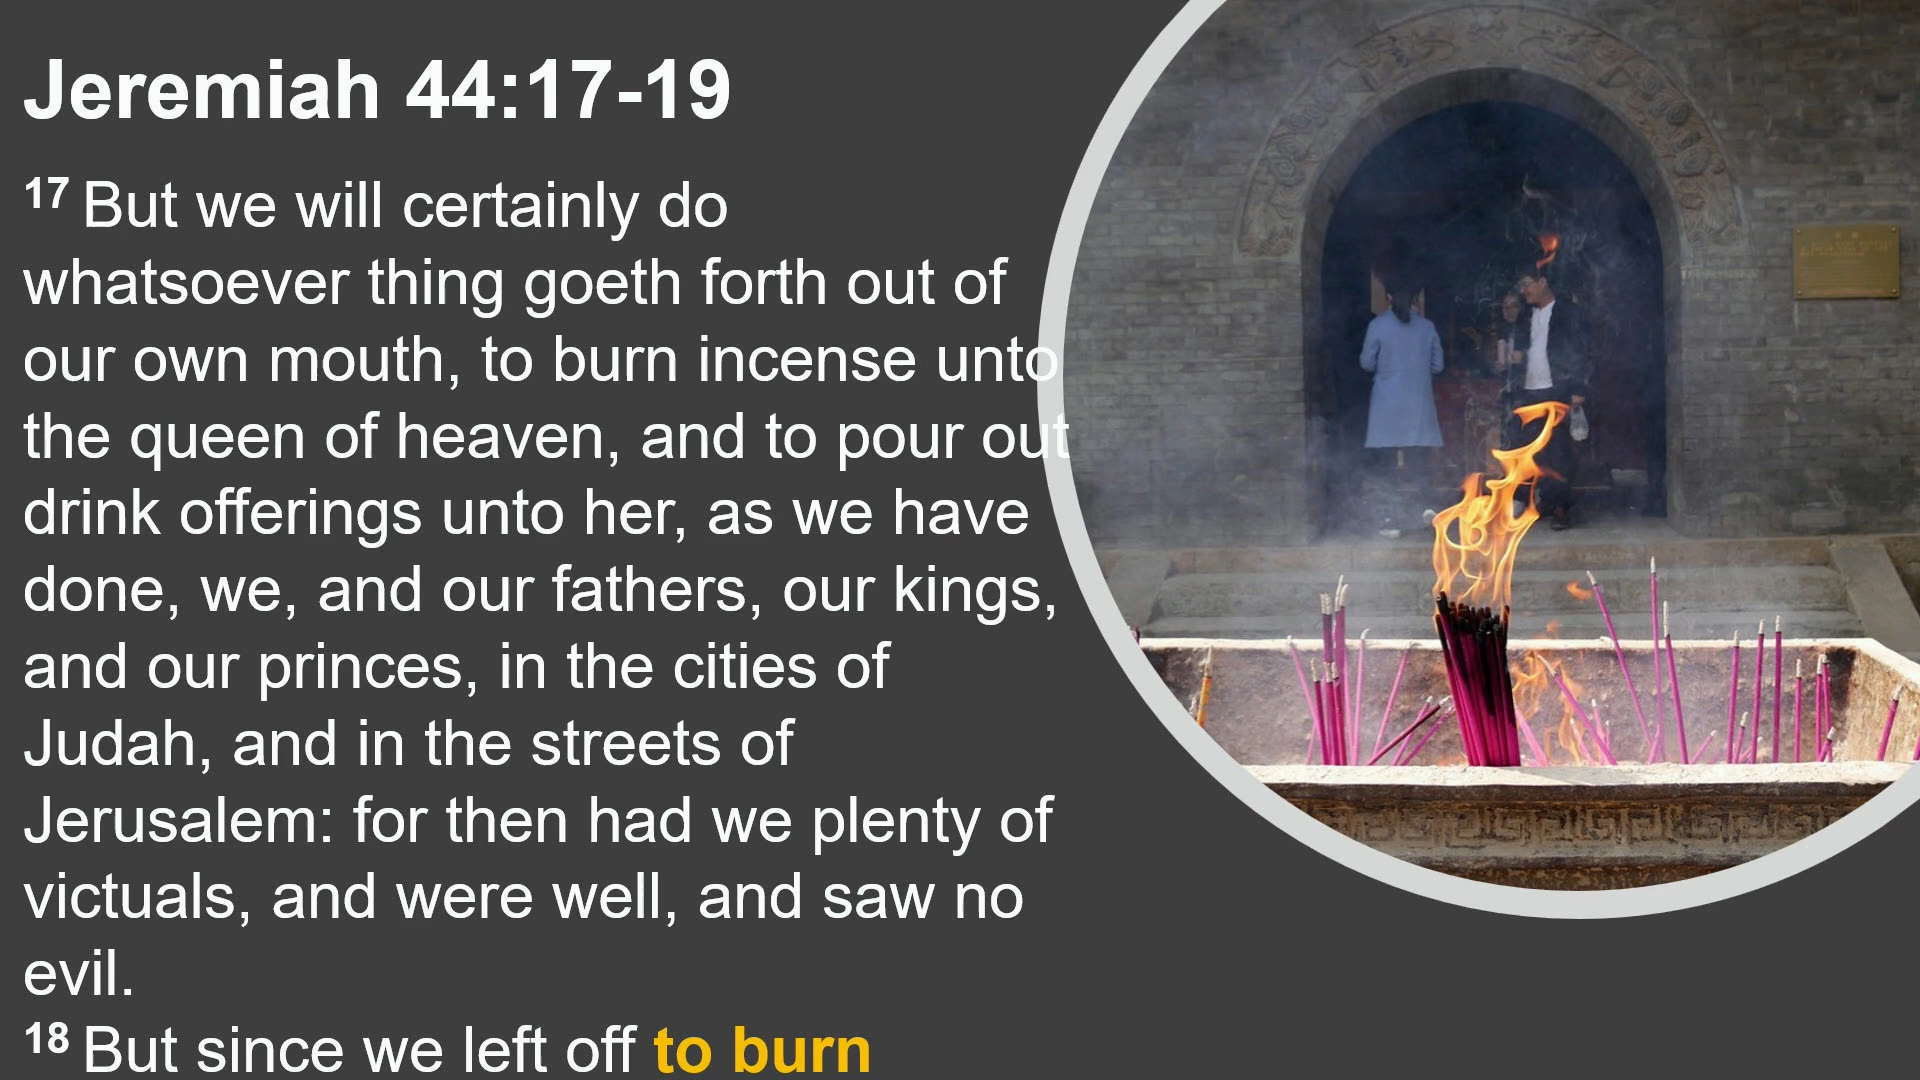 Jeremiah 44:17-19
17 But we will certainly do
whatsoever thing goeth forth out of
our own mouth, to burn incense unto
the queen of heaven, and to pour out
drink offerings unto her, as we have
done, we, and our fathers, our kings,
and our princes, in the cities of
Judah, and in the streets of
Jerusalem: for then had we plenty of
victuals, and were well, and saw no
evil.
18 But since we left off to burn